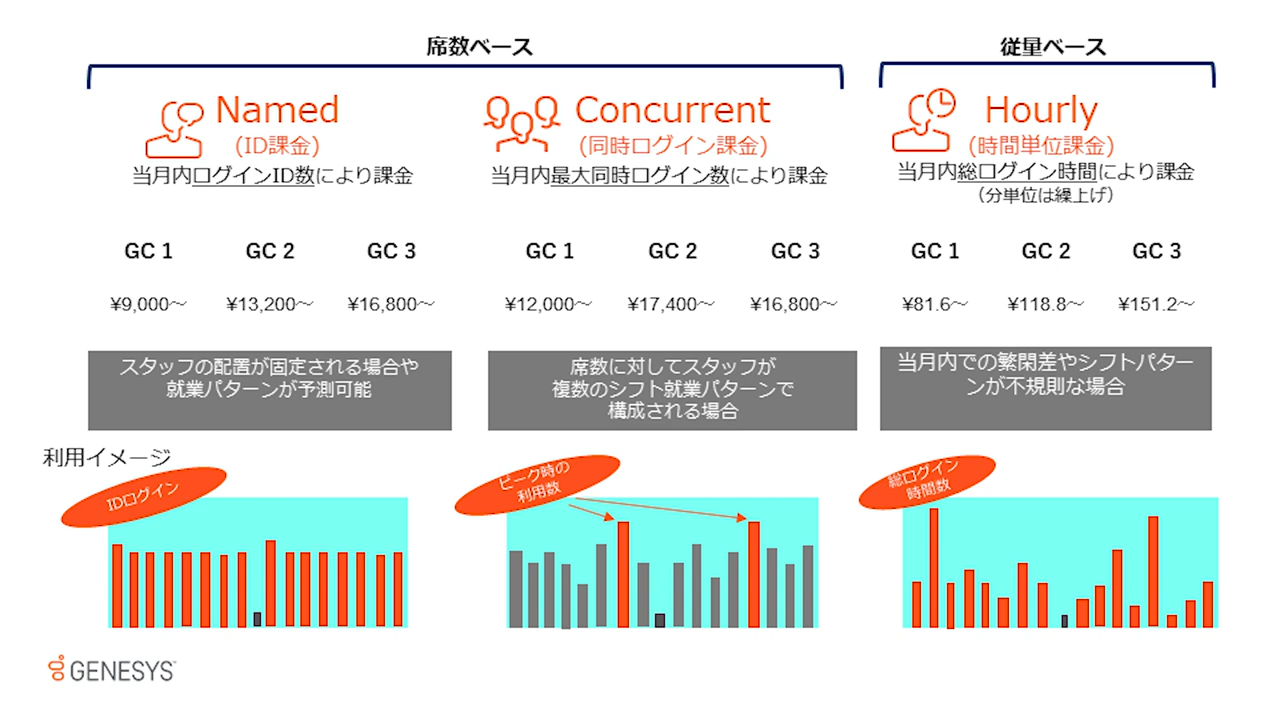 席数ベース
従量ベース
Named
(ID課金)
当月内ログインID数により課金
Concurrent
(同時ログイン課金)
当月内最大同時ログイン数により課金
Hourly
(時間単位課金)
当月内総ログイン時間により課金
（分単位は繰上げ）
GC 1 GC 2 GC 3
¥9,000～ ¥13,200～ ¥16,800～
GC 1 GC 2 GC 3
¥12,000～ ¥17,400～ ¥16,800～
GC 1 GC 2 GC 3
¥81.6～ ¥118.8～ ¥151.2～
スタッフの配置が固定される場合や
就業パターンが予測可能
席数に対してスタッフが
複数のシフト就業パターンで
構成される場合
当月内での繁閑差やシフトパター
ンが不規則な場合
利用イメージ
IDログイン
ピーク時の
利用数
総ログイン
時間数
GENESYS™